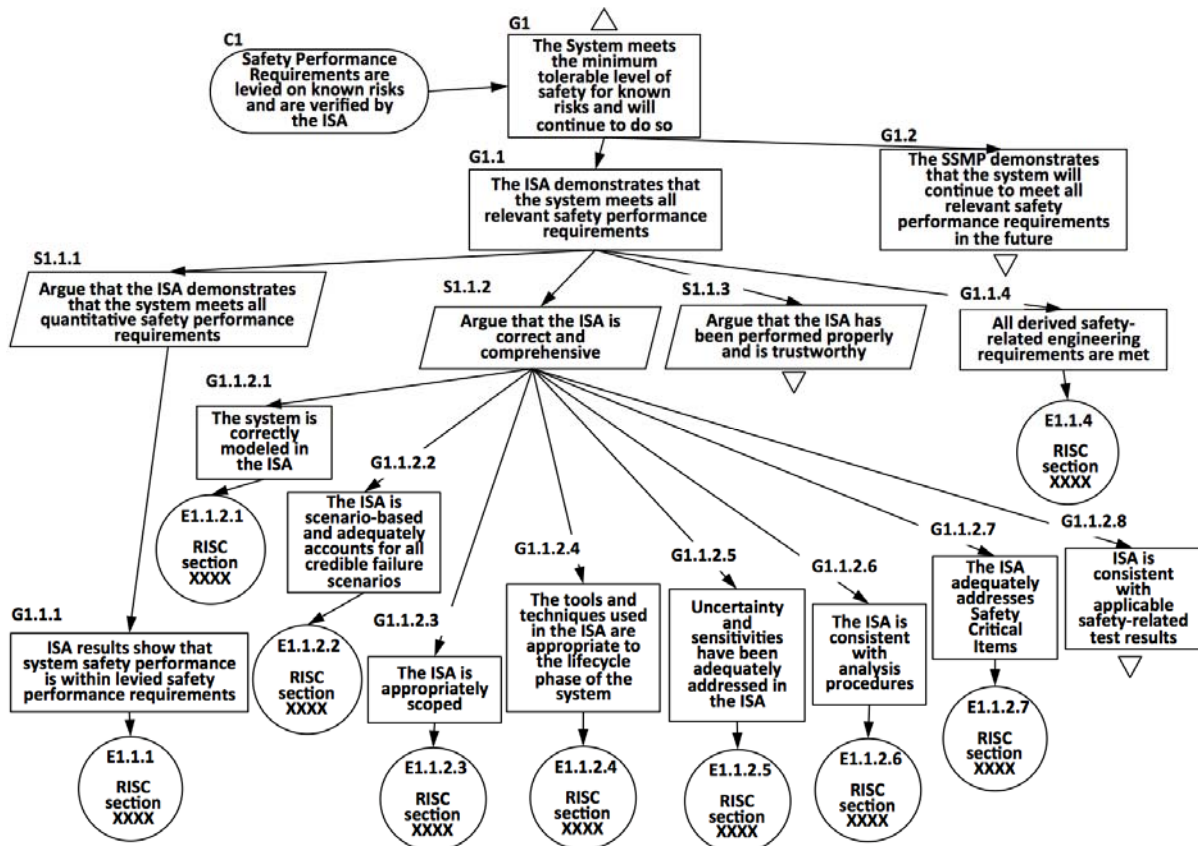 G1
C1
Safety Performance
Requirements are
levied on known risks
and are verified by
the ISA
The System meets
the minimum
tolerable level of
safety for known
risks and will
continue to do so
G1.1
The ISA demonstrates that
the system meets all
relevant safety performance
requirements
G1.2
The SSMP demonstrates
that the system will
continue to meet all
relevant safety
performance requirements
in the future
S1.1.1
Argue that the ISA demonstrates
that the system meets all
quantitative safety performance
requirements
S1.1.2
Argue that the ISA is
correct and
comprehensive
S1.1.3
Argue that the ISA has
been performed properly
and is trustworthy
G1.1.4
All derived safety-
related engineering
requirements are met
E1.1.4
RISC
section
XXXX
G1.1.2.1
The system is
correctly
modeled in
the ISA
E1.1.2.1
RISC
section
XXXX
G1.1.2.2
The ISA is
scenario-based
and adequately
accounts for all
credible failure
scenarios
E1.1.2.2
RISC
section
XXXX
G1.1.1
ISA results show that
system safety performance
is within levied safety
performance requirements
E1.1.1
RISC
section
XXXX
G1.1.2.3
The ISA is
appropriately
scoped
E1.1.2.3
RISC
section
XXXX
G1.1.2.4
The tools and
techniques used
in the ISA are
appropriate to
the lifecycle
phase of the
system
E1.1.2.4
RISC
section
XXXX
G1.1.2.5
Uncertainty
and
sensitivities
have been
adequately
addressed in
the ISA
E1.1.2.5
RISC
section
XXXX
G1.1.2.6
The ISA is
consistent
with
analysis
procedures
E1.1.2.6
RISC
section
XXXX
G1.1.2.7
The ISA
adequately
addresses
Safety
Critical
Items
E1.1.2.7
RISC
section
XXXX
G1.1.2.8
ISA is
consistent
with
applicable
safety-related
test results